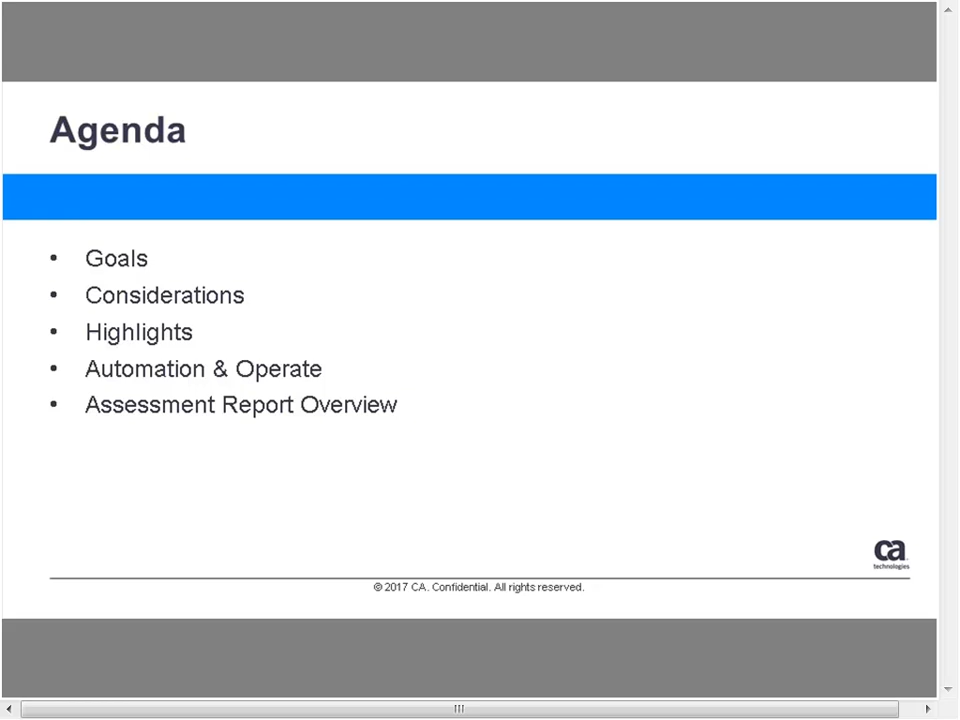 Agenda
• Goals
• Considerations
• Highlights
• Automation & Operate
• Assessment Report Overview
ca
technologies
© 2017 CA. Confidential. All rights reserved.